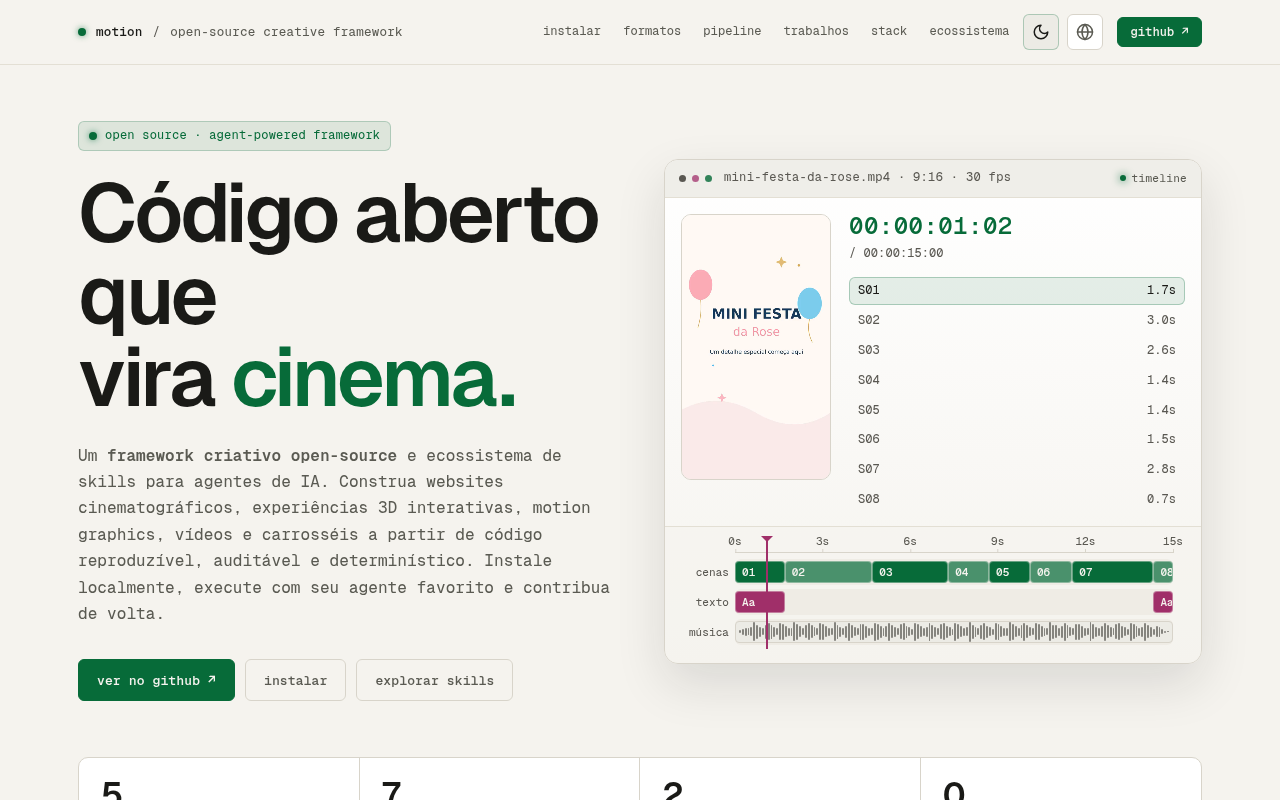 motion / open-source creative framework
instalar formatos pipeline trabalhos stack ecossistema github ↗
open source · agent-powered framework
Código aberto
que
vira cinema.
Um framework criativo open-source e ecossistema de
skills para agentes de IA. Construa websites
cinematográficos, experiências 3D interativas, motion
graphics, vídeos e carrosséis a partir de código
reproduzível, auditável e determinístico. Instale
localmente, execute com seu agente favorito e contribua
de volta.
ver no github ↗ instalar explorar skills
mini-festa-da-rose.mp4 · 9:16 · 30 fps timeline
MINI FESTA
da Rose
Um detalhe especial começa aqui
.
00:00:01:02
/ 00:00:15:00
S01 1.7s
S02 3.0s
S03 2.6s
S04 1.4s
S05 1.4s
S06 1.5s
S07 2.8s
S08 0.7s
0s 3s 6s 9s 12s 15s
cenas 01 02 03 04 05 06 07 08
texto Aa Aa
música
5 7 2 0